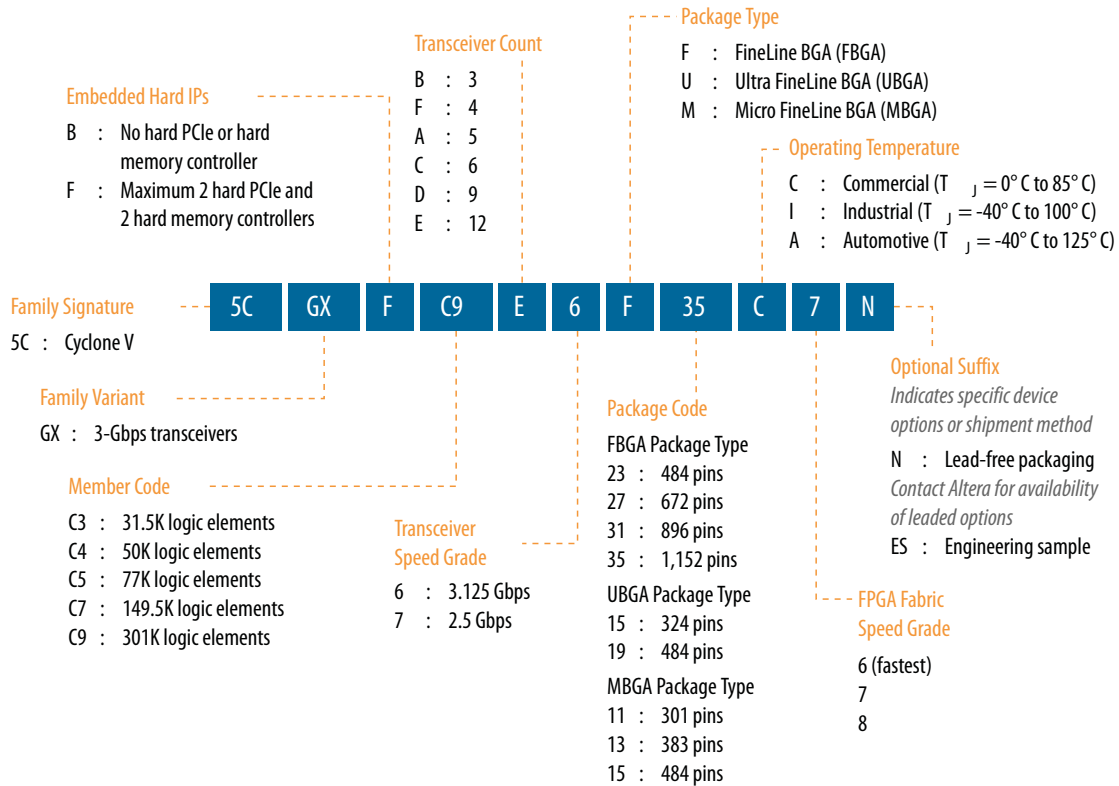 Package Type
F : FineLine BGA (FBGA)
U : Ultra FineLine BGA (UBGA)
M : Micro FineLine BGA (MBGA)
Transceiver Count
B : 3
F : 4
A : 5
C : 6
D : 9
E : 12
Embedded Hard IPs
B : No hard PCIe or hard
memory controller
F : Maximum 2 hard PCIe and
2 hard memory controllers
Operating Temperature
C : Commercial (T J = 0° C to 85° C)
I : Industrial (T J = -40° C to 100° C)
A : Automotive (T J = -40° C to 125° C)
Family Signature
5C : Cyclone V
5C GX F C9 E 6 F 35 C 7 N
Family Variant
GX : 3-Gbps transceivers
Member Code
C3 : 31.5K logic elements
C4 : 50K logic elements
C5 : 77K logic elements
C7 : 149.5K logic elements
C9 : 301K logic elements
Transceiver
Speed Grade
6 : 3.125 Gbps
7 : 2.5 Gbps
Package Code
FBGA Package Type
23 : 484 pins
27 : 672 pins
31 : 896 pins
35 : 1,152 pins
UBGA Package Type
15 : 324 pins
19 : 484 pins
MBGA Package Type
11 : 301 pins
13 : 383 pins
15 : 484 pins
Optional Suffix
Indicates specific device
options or shipment method
N : Lead-free packaging
Contact Altera for availability
of leaded options
ES : Engineering sample
FPGA Fabric
Speed Grade
6 (fastest)
7
8